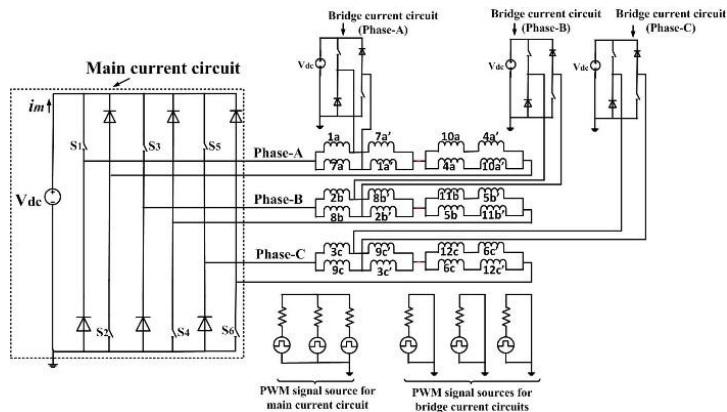 Bridge current circuit
(Phase-A)
Bridge current circuit
(Phase-B)
Bridge current circuit
(Phase-C)
Vdc
Vdc
Vdc
Main current circuit
im
S1
S3
S5
Vdc
S2
S4
S6
Phase-A
1a
7a'
10a
4a'
7a
1a'
4a
10a'
Phase-B
2b
8b'
11b
5b'
8b
2b'
5b
11b'
Phase-C
3c
9c'
12c
6c'
9c
3c'
6c
12c'
PWM signal source for
main current circuit
PWM signal sources for
bridge current circuits